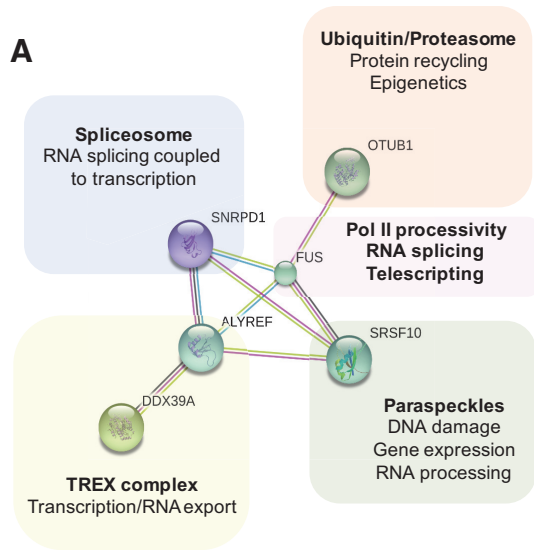 A
Ubiquitin/Proteasome
Protein recycling
Epigenetics
OTUB1
Spliceosome
RNA splicing coupled
to transcription
SNRPD1
Pol II processivity
RNA splicing
Telescripting
FUS
ALYREF
SRSF10
DDX39A
Paraspeckles
DNA damage
Gene expression
RNA processing
TREX complex
Transcription/RNA export